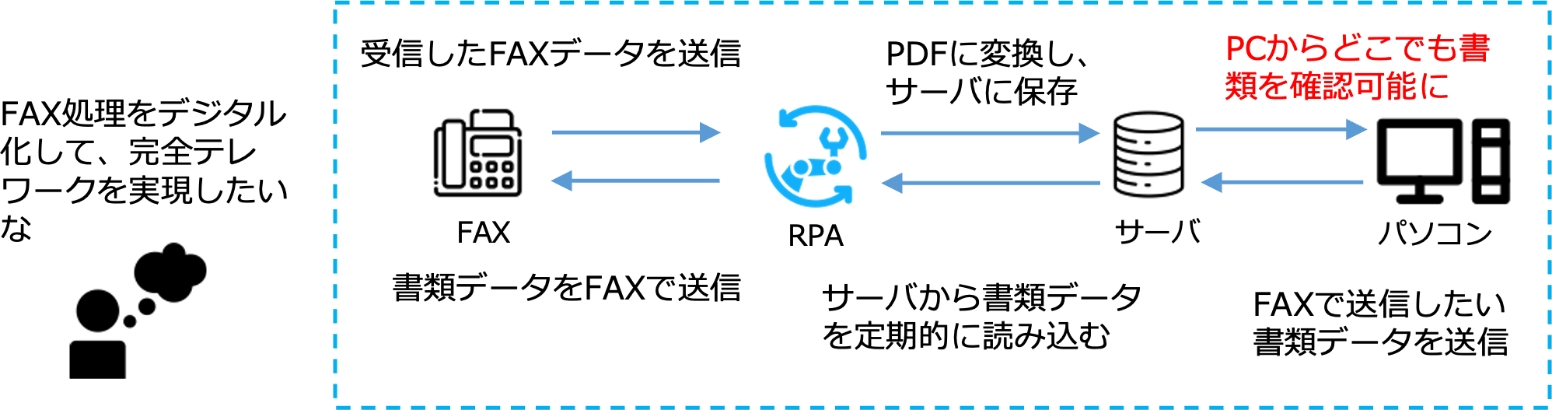 FAX処理をデジタル
化して、完全テレ
ワークを実現したい
な
受信したFAXデータを送信
PDFに変換し、
サーバに保存
PCからどこでも書
類を確認可能に
FAX
RPA
サーバ
パソコン
書類データをFAXで送信
サーバから書類データ
を定期的に読み込む
FAXで送信したい
書類データを送信